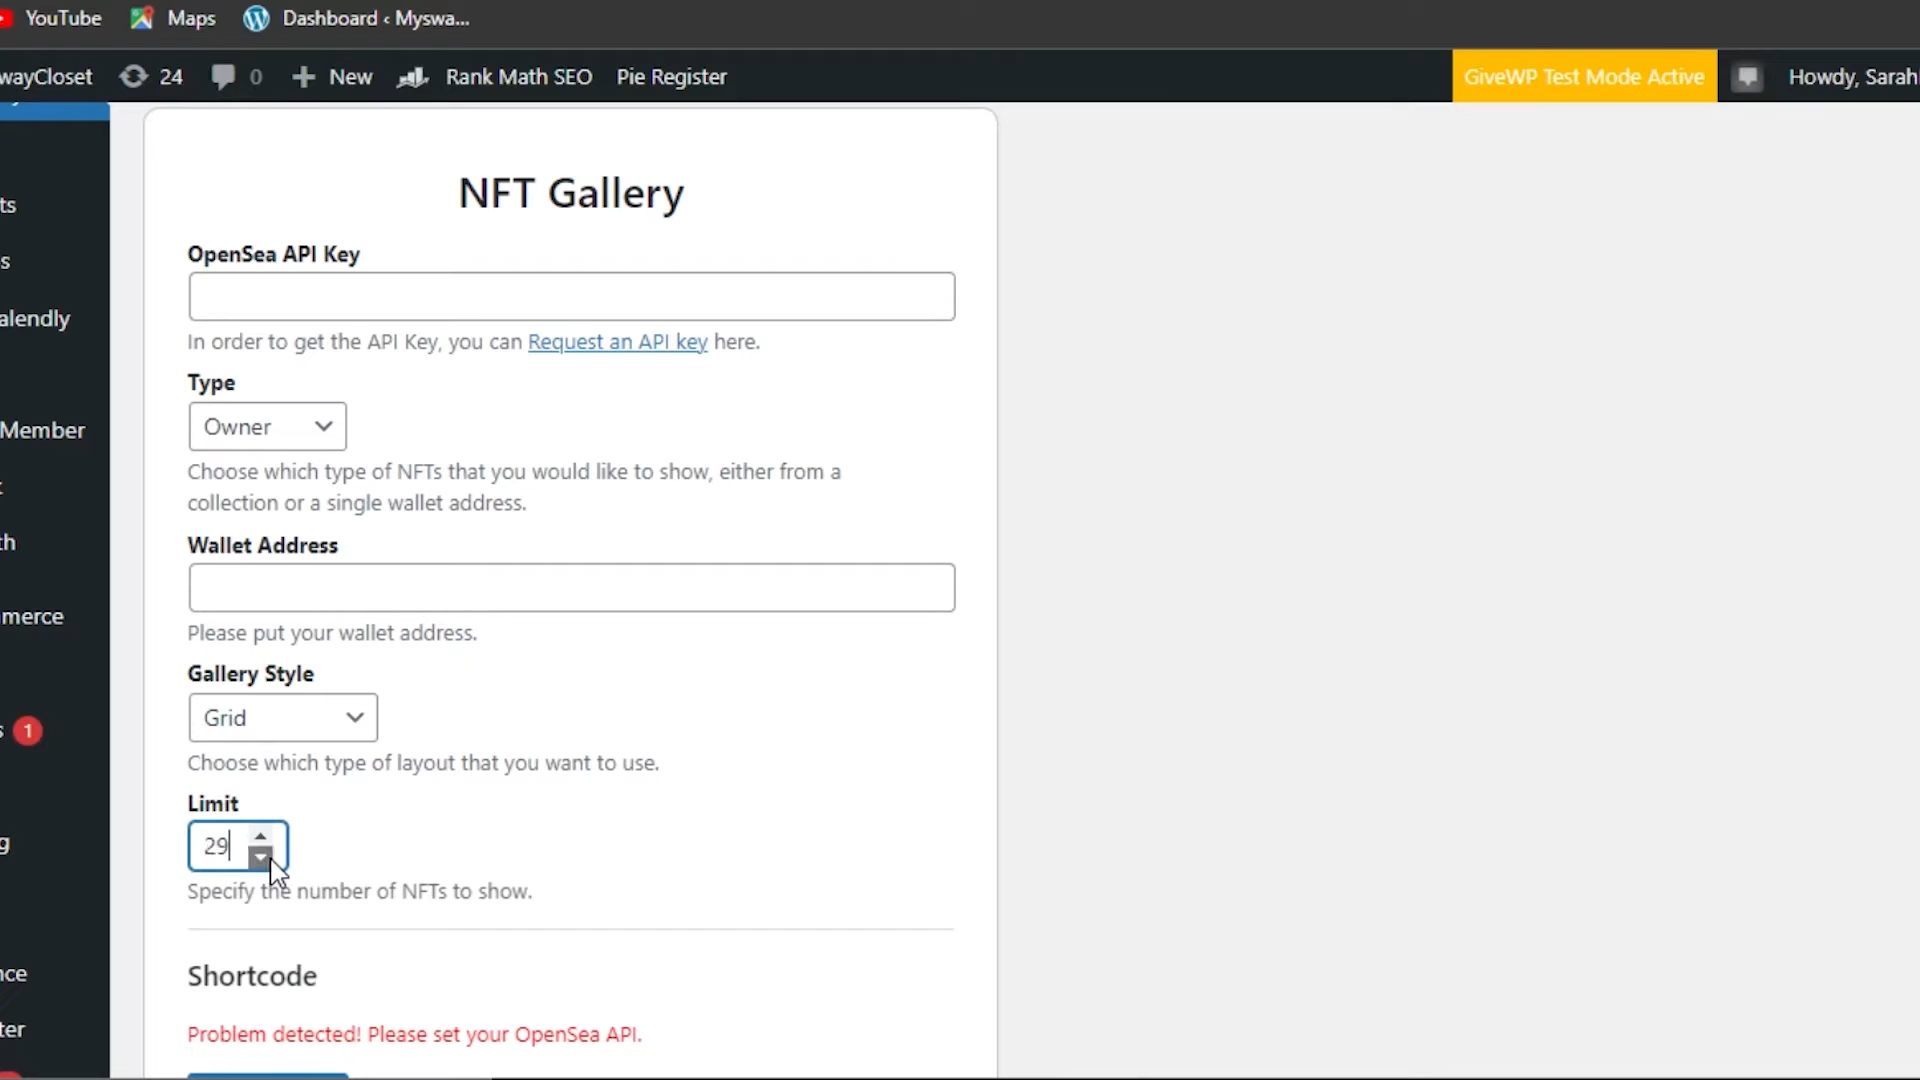 YouTube Maps Dashboard ‹ Myswa...
wayCloset 24 0 New Rank Math SEO Pie Register GiveWP Test Mode Active Howdy, Sarah
NFT Gallery
ts
OpenSea API Key
s
alendly
In order to get the API Key, you can Request an API key here.
Type
Owner
Member
Choose which type of NFTs that you would like to show, either from a
collection or a single wallet address.
th
Wallet Address
merce
Please put your wallet address.
Gallery Style
Grid
s 1
Choose which type of layout that you want to use.
Limit
29
g
Specify the number of NFTs to show.
nce
Shortcode
ter
Problem detected! Please set your OpenSea API.